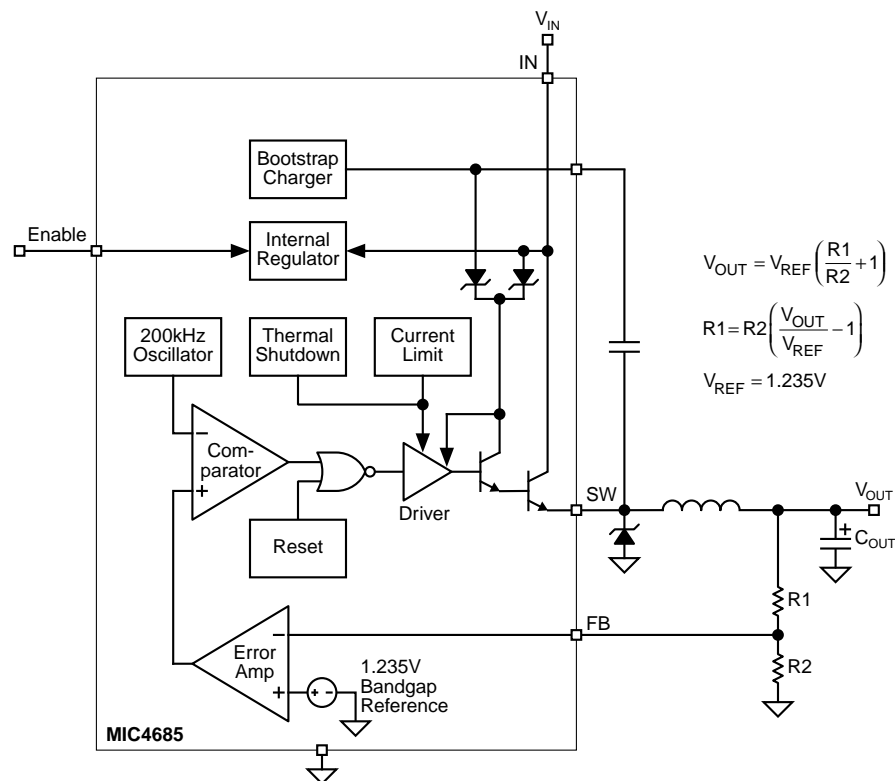 V_IN
IN
Bootstrap
Charger
Enable
Internal
Regulator
V_OUT = V_REF (R1/R2 + 1)
R1 = R2 (V_OUT/V_REF − 1)
V_REF = 1.235V
200kHz
Oscillator
Thermal
Shutdown
Current
Limit
−
Com-
parator
+
Driver
Reset
SW
V_OUT
+
C_OUT
R1
FB
R2
−
Error
Amp
+
+ −
1.235V
Bandgap
Reference
MIC4685